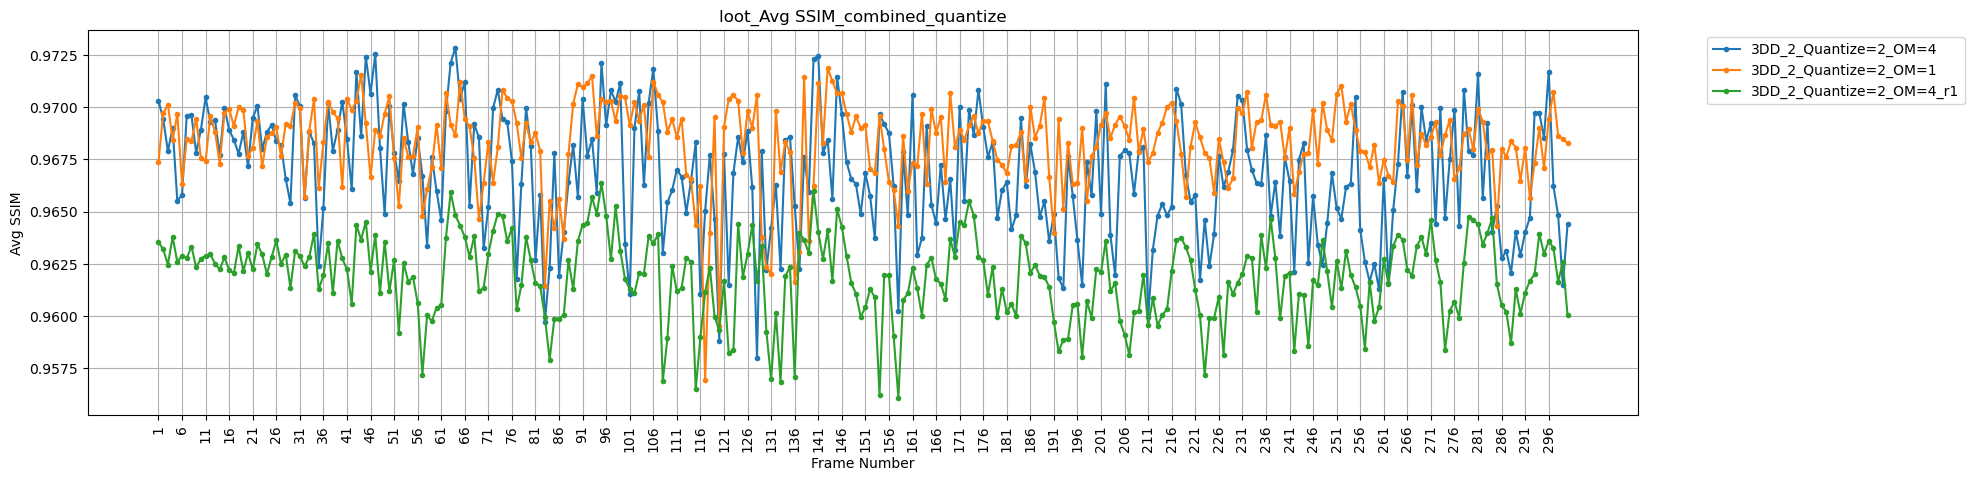 loot_Avg SSIM_combined_quantize
3DD_2_Quantize=2_OM=4
3DD_2_Quantize=2_OM=1
3DD_2_Quantize=2_OM=4_r1
Avg SSIM
0.9725
0.9700
0.9675
0.9650
0.9625
0.9600
0.9575
1 6 11 16 21 26 31 36 41 46 51 56 61 66 71 76 81 86 91 96 101 106 111 116 121 126 131 136 141 146 151 156 161 166 171 176 181 186 191 196 201 206 211 216 221 226 231 236 241 246 251 256 261 266 271 276 281 286 291 296
Frame Number